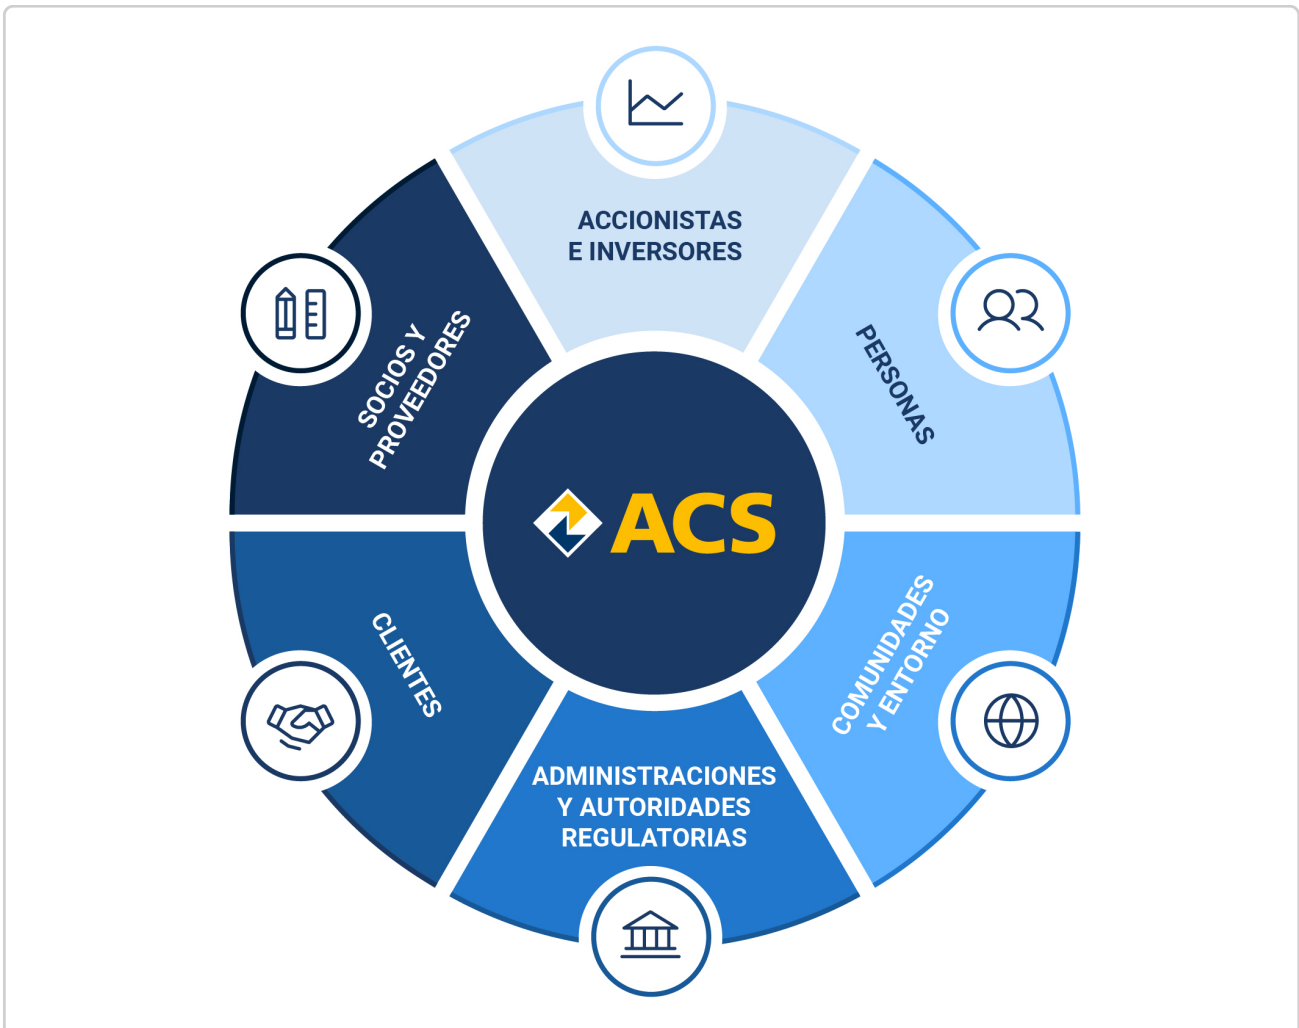 ACCIONISTAS
E INVERSORES
PERSONAS
COMUNIDADES
Y ENTORNO
ADMINISTRACIONES
Y AUTORIDADES
REGULATORIAS
CLIENTES
SOCIOS Y
PROVEEDORES
ACS